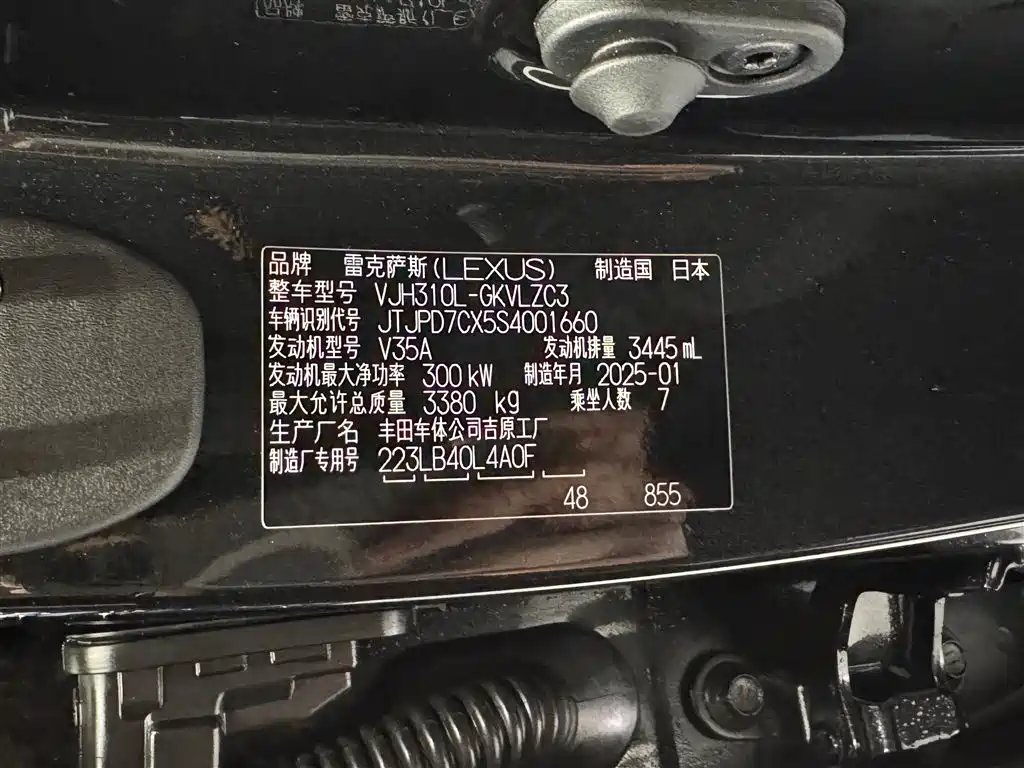 品牌 雷克萨斯(LEXUS) 制造国 日本
整车型号 VJH310L-GKVLZC3
车辆识别代号 JTJPD7CX5S4001660
发动机型号 V35A 发动机排量 3445mL
发动机最大净功率 300kW 制造年月 2025-01
最大允许总质量 3380 kg 乘坐人数 7
生产厂名 丰田车体公司吉原工厂
制造厂专用号 223LB40L4A0F
48 855